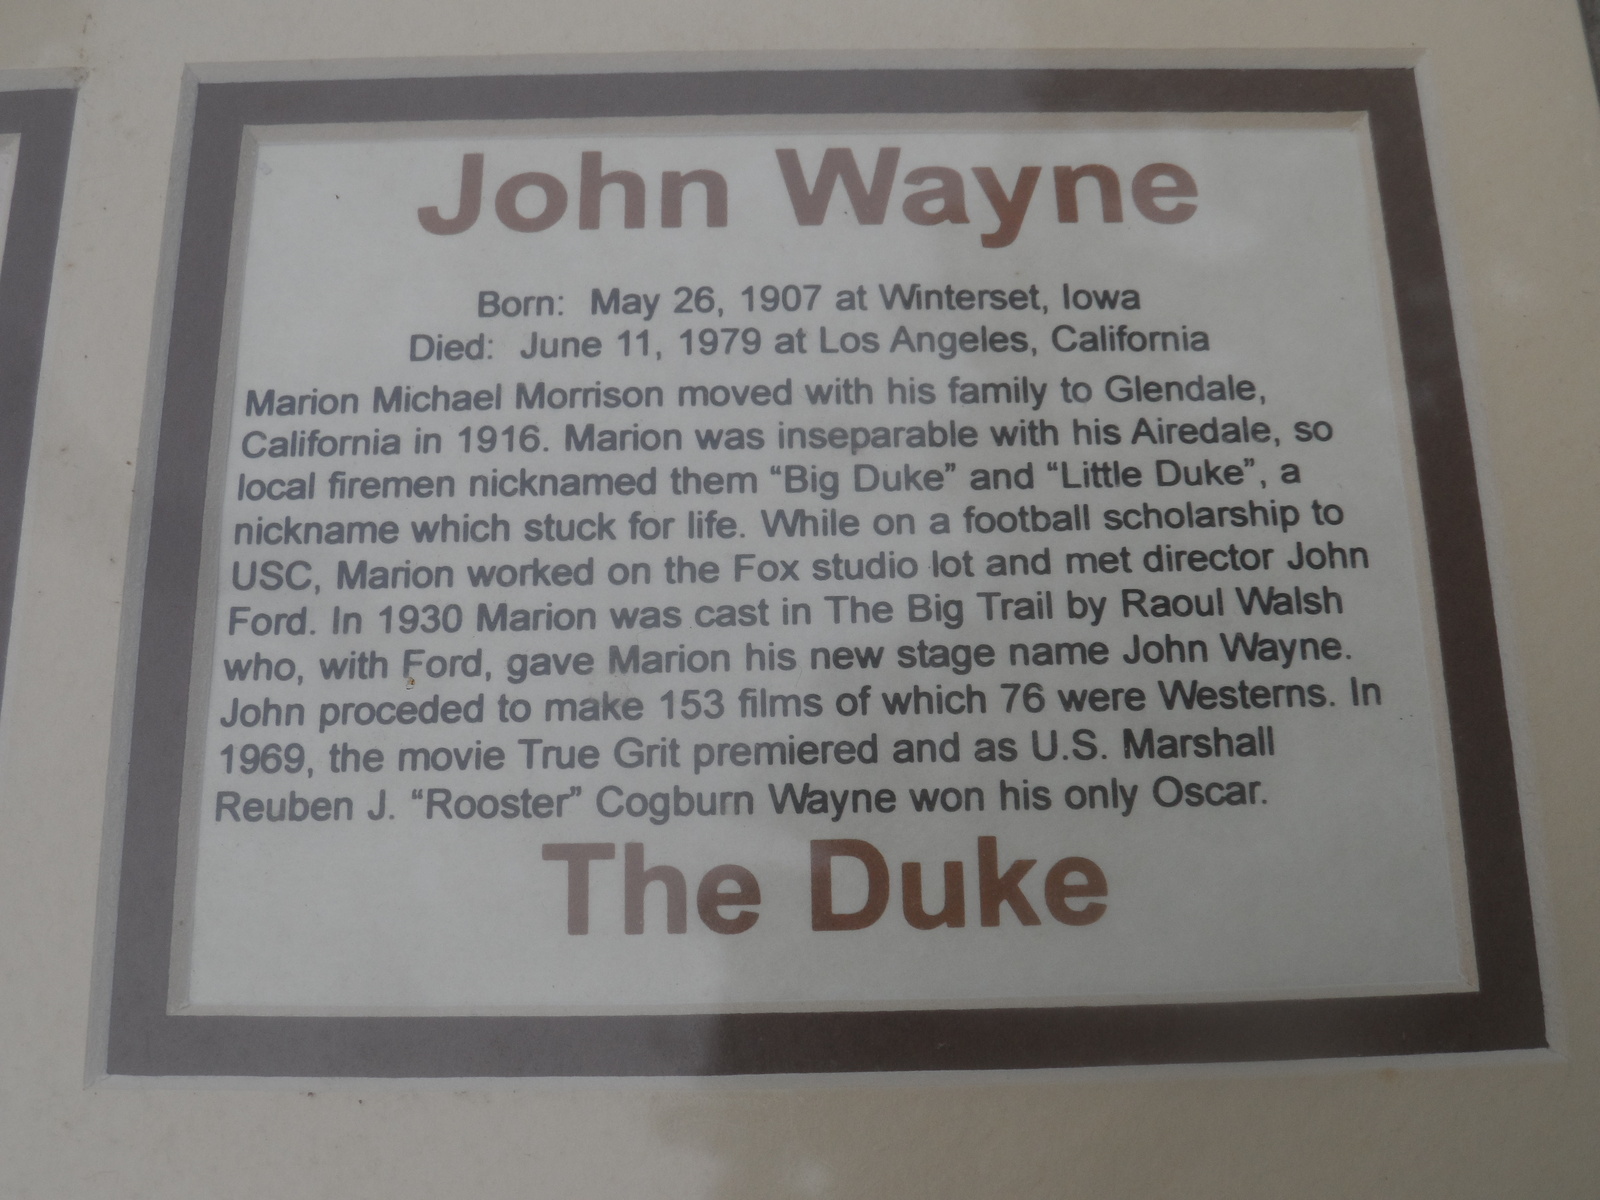 John Wayne
Born: May 26, 1907 at Winterset, Iowa
Died: June 11, 1979 at Los Angeles, California
Marion Michael Morrison moved with his family to Glendale,
California in 1916. Marion was inseparable with his Airedale, so
local firemen nicknamed them “Big Duke” and “Little Duke”, a
nickname which stuck for life. While on a football scholarship to
USC, Marion worked on the Fox studio lot and met director John
Ford. In 1930 Marion was cast in The Big Trail by Raoul Walsh
who, with Ford, gave Marion his new stage name John Wayne.
John proceded to make 153 films of which 76 were Westerns. In
1969, the movie True Grit premiered and as U.S. Marshall
Reuben J. “Rooster” Cogburn Wayne won his only Oscar.
The Duke